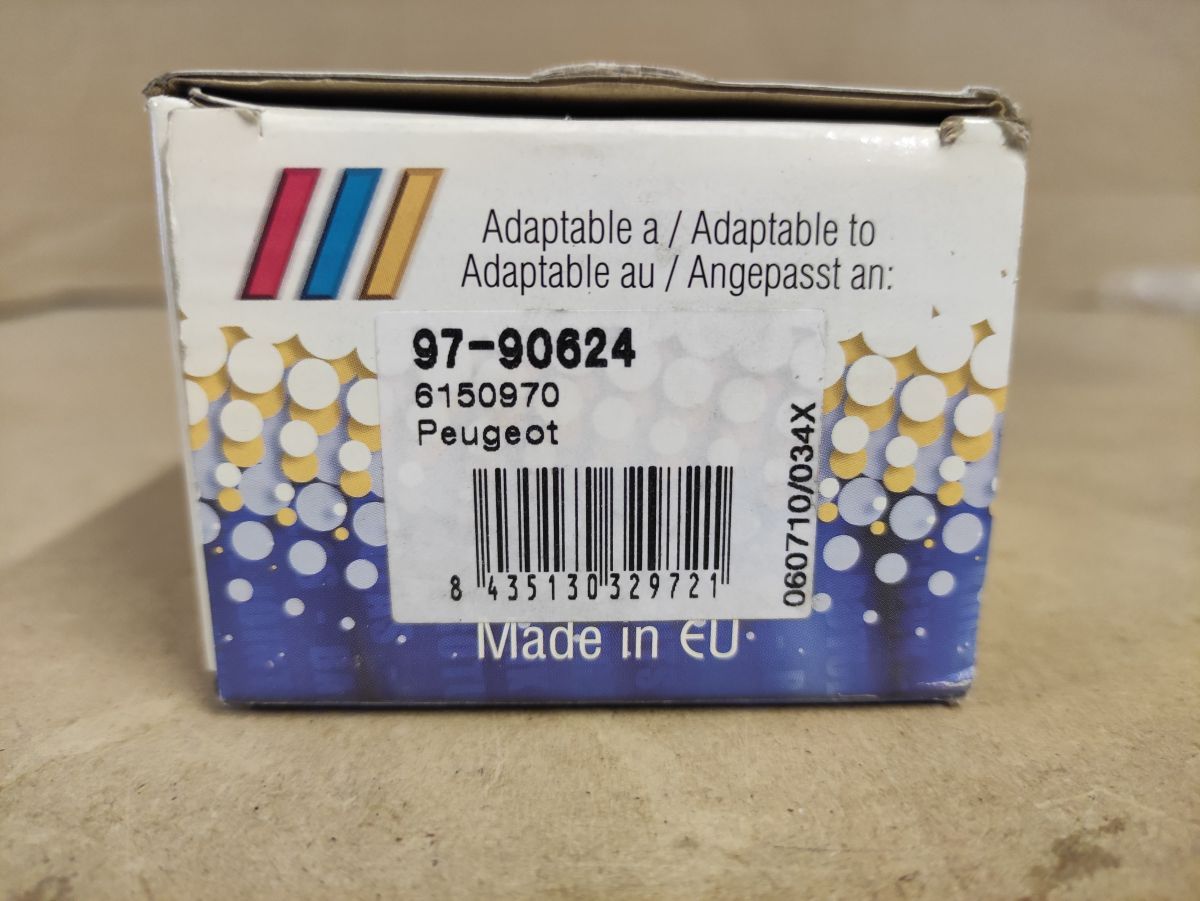 Adaptable a / Adaptable to
Adaptable au / Angepasst an:
97-90624
6150970
Peugeot
060710/034X
8 435130 329721
Made in EU